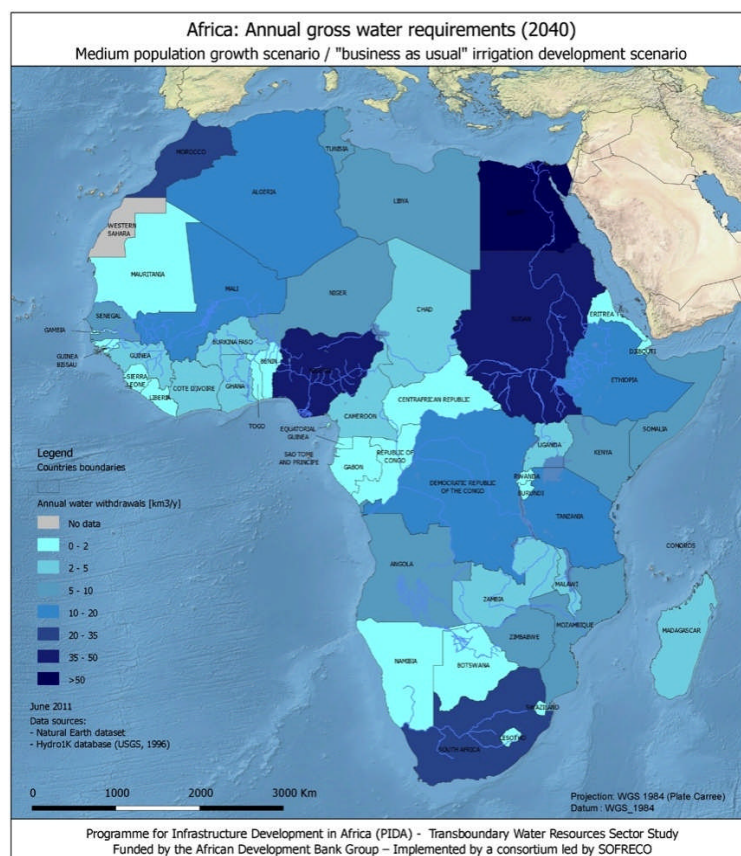 Africa: Annual gross water requirements (2040)
Medium population growth scenario / "business as usual" irrigation development scenario
MOROCCO
TUNISIA
ALGERIA
LIBYA
WESTERN
SAHARA
MAURITANIA
MALI
NIGER
CHAD
SUDAN
ERITREA
SENEGAL
GAMBIA
GUINEA
BISSAU
GUINEA
BURKINA FASO
BENIN
DJIBOUTI
SIERRA
LEONE
LIBERIA
COTE D'IVOIRE
GHANA
TOGO
ETHIOPIA
CENTRAFRICAN REPUBLIC
CAMEROON
EQUATORIAL
GUINEA
SAO TOME
AND PRINCIPE
GABON
REPUBLIC OF
CONGO
UGANDA
KENYA
SOMALIA
DEMOCRATIC REPUBLIC
OF THE CONGO
RWANDA
BURUNDI
TANZANIA
COMOROS
ANGOLA
ZAMBIA
MALAWI
MOZAMBIQUE
ZIMBABWE
MADAGASCAR
NAMIBIA
BOTSWANA
SWAZILAND
LESOTHO
SOUTH AFRICA
Legend
Countries boundaries
Annual water withdrawals [km3/y]
No data
0 - 2
2 - 5
5 - 10
10 - 20
20 - 35
35 - 50
>50
June 2011
Data sources:
- Natural Earth dataset
- Hydro1K database (USGS, 1996)
0 1000 2000 3000 Km
Projection: WGS 1984 (Plate Carree)
Datum : WGS_1984
Programme for Infrastructure Development in Africa (PIDA) - Transboundary Water Resources Sector Study
Funded by the African Development Bank Group – Implemented by a consortium led by SOFRECO